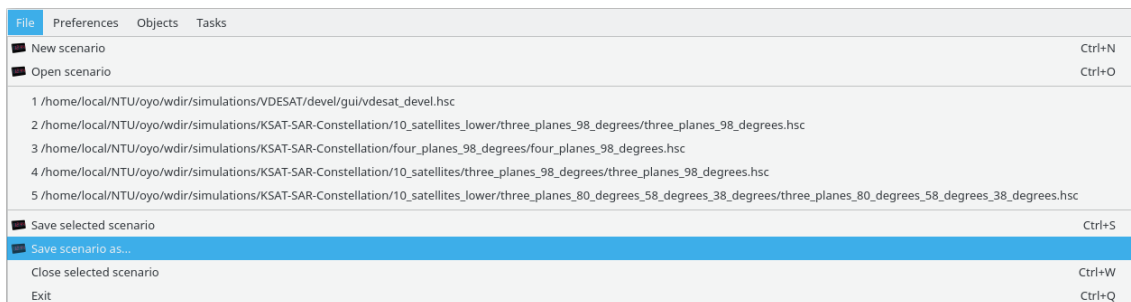 File Preferences Objects Tasks
New scenario Ctrl+N
Open scenario Ctrl+O
1 /home/local/NTU/oyo/wdir/simulations/VDESAT/devel/gui/vdesat_devel.hsc
2 /home/local/NTU/oyo/wdir/simulations/KSAT-SAR-Constellation/10_satellites_lower/three_planes_98_degrees/three_planes_98_degrees.hsc
3 /home/local/NTU/oyo/wdir/simulations/KSAT-SAR-Constellation/four_planes_98_degrees/four_planes_98_degrees.hsc
4 /home/local/NTU/oyo/wdir/simulations/KSAT-SAR-Constellation/10_satellites/three_planes_98_degrees/three_planes_98_degrees.hsc
5 /home/local/NTU/oyo/wdir/simulations/KSAT-SAR-Constellation/10_satellites_lower/three_planes_80_degrees_58_degrees_38_degrees/three_planes_80_degrees_58_degrees_38_degrees.hsc
Save selected scenario Ctrl+S
Save scenario as...
Close selected scenario Ctrl+W
Exit Ctrl+Q